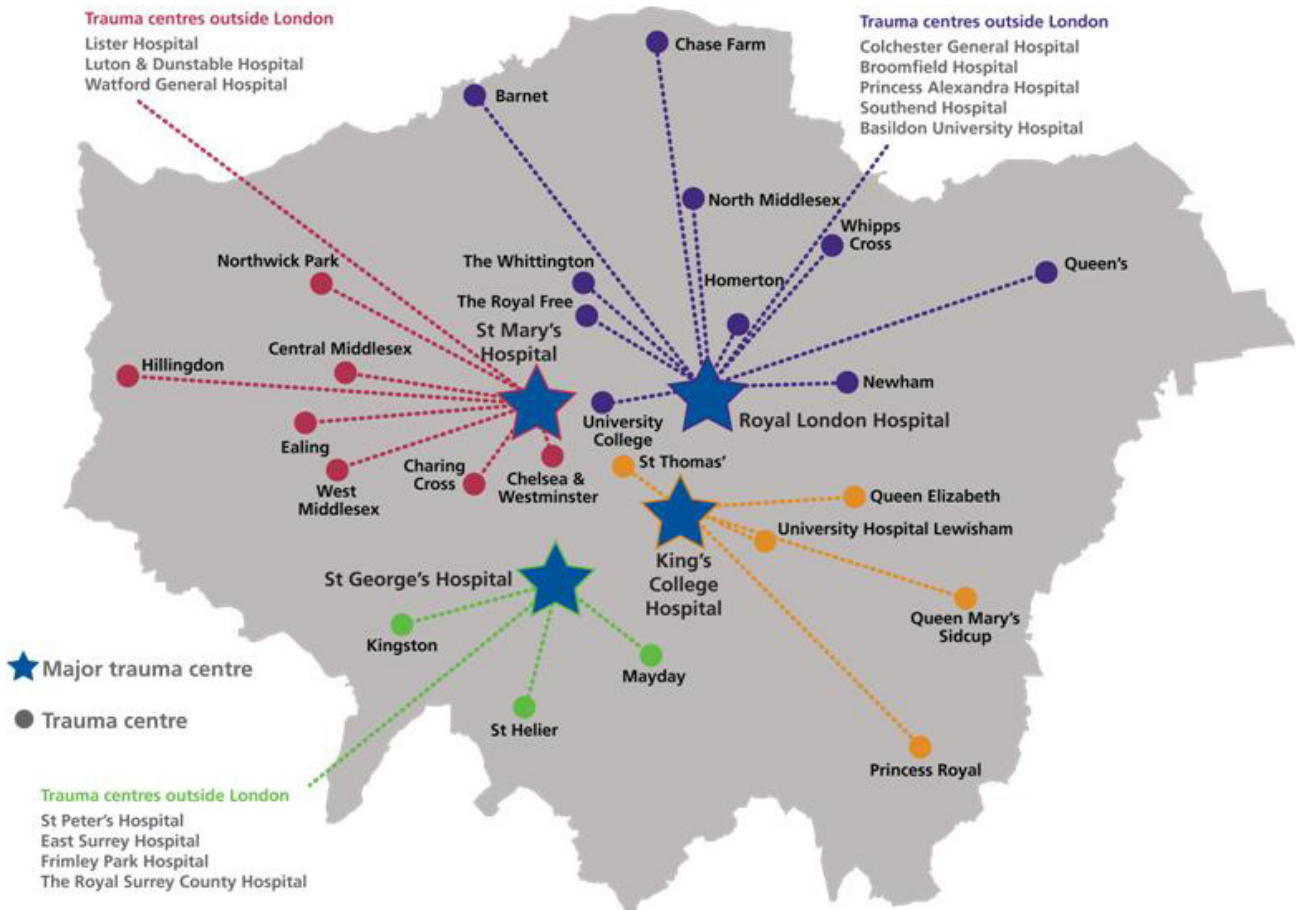 Trauma centres outside London
Lister Hospital
Luton & Dunstable Hospital
Watford General Hospital
Trauma centres outside London
Colchester General Hospital
Broomfield Hospital
Princess Alexandra Hospital
Southend Hospital
Basildon University Hospital
Chase Farm
Barnet
North Middlesex
Whipps
Cross
Northwick Park
The Whittington
Homerton
Queen's
The Royal Free
St Mary's
Hospital
Central Middlesex
Hillingdon
Newham
University
College
Royal London Hospital
Ealing
West
Middlesex
Charing
Cross
Chelsea &
Westminster
St Thomas'
Queen Elizabeth
University Hospital Lewisham
King's
College
Hospital
St George's Hospital
Queen Mary's
Sidcup
Kingston
Mayday
St Helier
Princess Royal
Major trauma centre
Trauma centre
Trauma centres outside London
St Peter's Hospital
East Surrey Hospital
Frimley Park Hospital
The Royal Surrey County Hospital